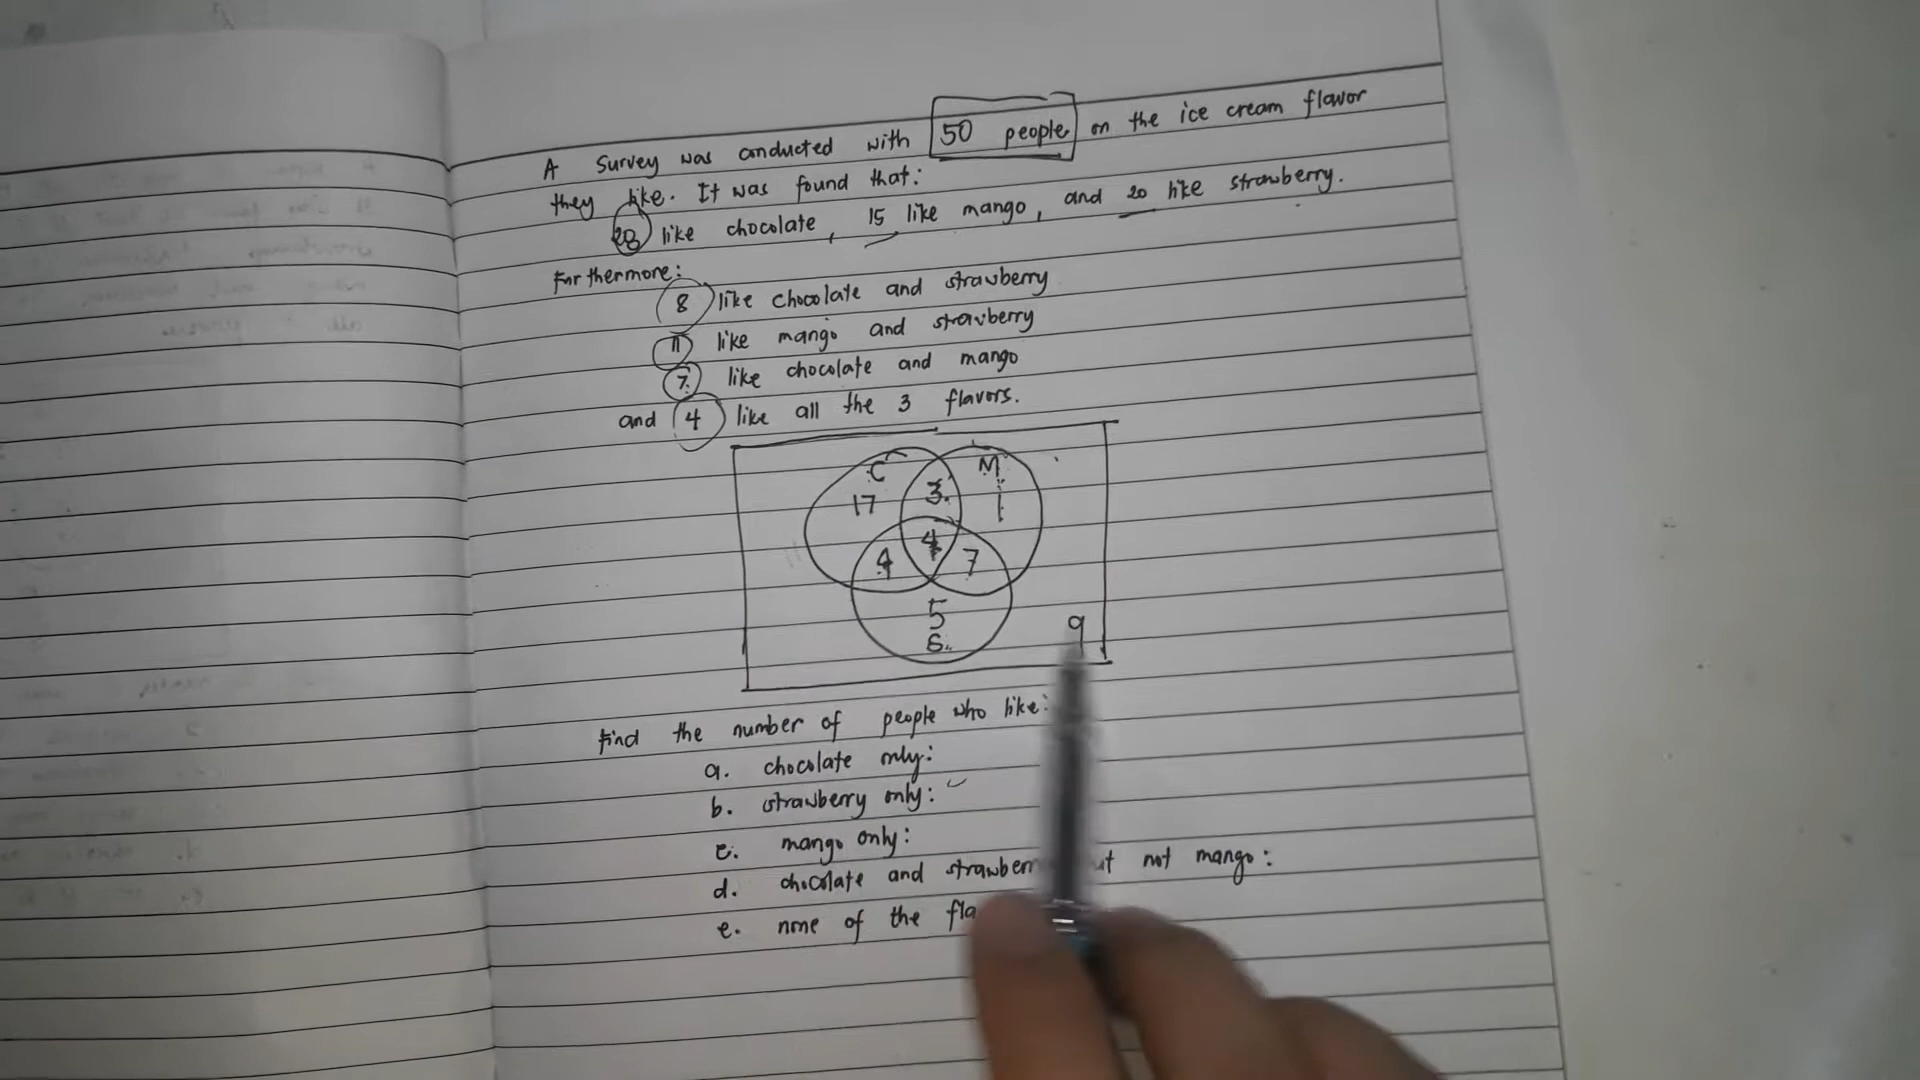 A survey was conducted with 50 people on the ice cream flavor
they like. It was found that:
28 like chocolate, 15 like mango, and 20 like strawberry.
Furthermore:
8 like chocolate and strawberry
11 like mango and strawberry
7 like chocolate and mango
and 4 like all the 3 flavors.
C M
17 3 1
4
4 7
5
S
9
Find the number of people who like:
a. chocolate only:
b. strawberry only:
c. mango only:
d. chocolate and not mango:
e. none of the